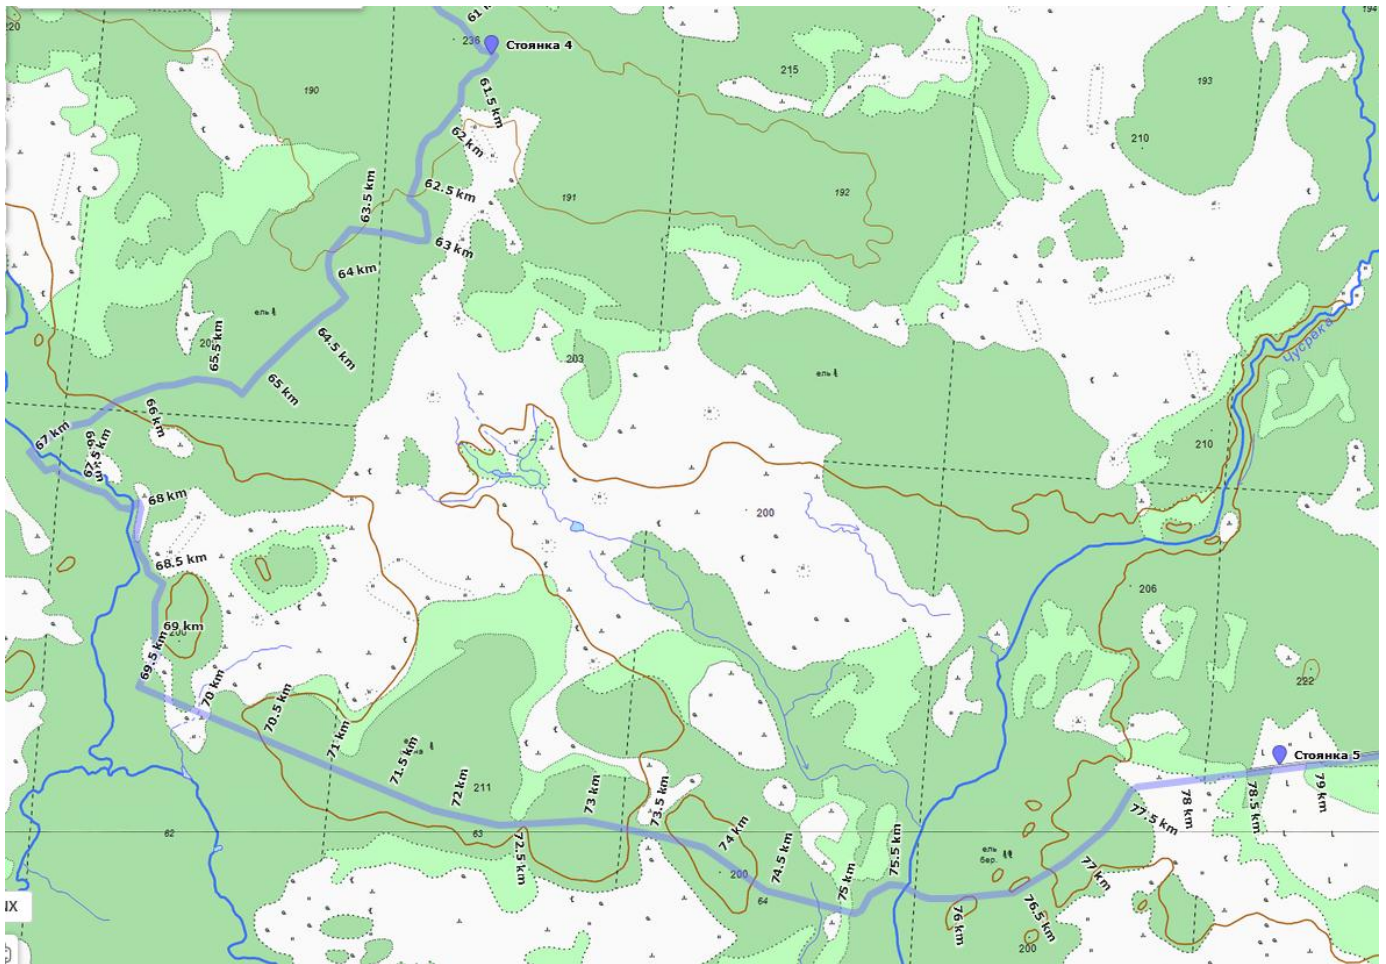 220
61
236
Стоянка 4
194
215
193
190
61.5 km
62 km
210
62.5 km
63.5 km
191
192
63 km
64 km
ель
64.5 km
65.5 km
203
Чусрека
65 km
ель
66 km
67 km
67.5 km
210
68 km
200
68.5 km
206
69 km
200
69.5 km
70 km
70.5 km
222
71 km
71.5 km
Стоянка 5
211
72 km
73 km
73.5 km
78 km
78.5 km
79 km
77.5 km
62
63
72.5 km
74 km
74.5 km
75 km
75.5 km
ель
бер.
77 km
200
64
76 km
76.5 km
200